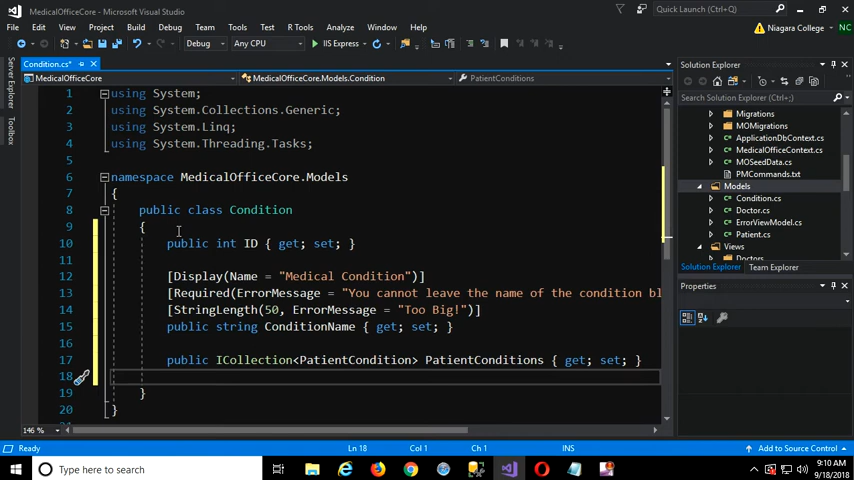 MedicalOfficeCore - Microsoft Visual Studio
Quick Launch (Ctrl+Q)
File Edit View Project Build Debug Team Tools Test R Tools Analyze Window Help
Niagara College NC
Debug Any CPU IIS Express
Server Explorer
Toolbox
Condition.cs*
MedicalOfficeCore MedicalOfficeCore.Models.Condition PatientConditions
1 using System;
2 using System.Collections.Generic;
3 using System.Linq;
4 using System.Threading.Tasks;
5
6 namespace MedicalOfficeCore.Models
7 {
8 public class Condition
9 {
10 public int ID { get; set; }
11
12 [Display(Name = "Medical Condition")]
13 [Required(ErrorMessage = "You cannot leave the name of the condition bl
14 [StringLength(50, ErrorMessage = "Too Big!")]
15 public string ConditionName { get; set; }
16
17 public ICollection<PatientCondition> PatientConditions { get; set; }
18
19 }
20 }
146 %
Solution Explorer
Search Solution Explorer (Ctrl+;)
Migrations
MOMigrations
ApplicationDbContext.cs
MedicalOfficeContext.cs
MOSeedData.cs
PMCommands.txt
Models
Condition.cs
Doctor.cs
ErrorViewModel.cs
Patient.cs
Views
Doctors
Solution Explorer Team Explorer
Properties
Ready Ln 18 Col 1 Ch 1 INS Add to Source Control
Type here to search
9:10 AM
9/18/2018